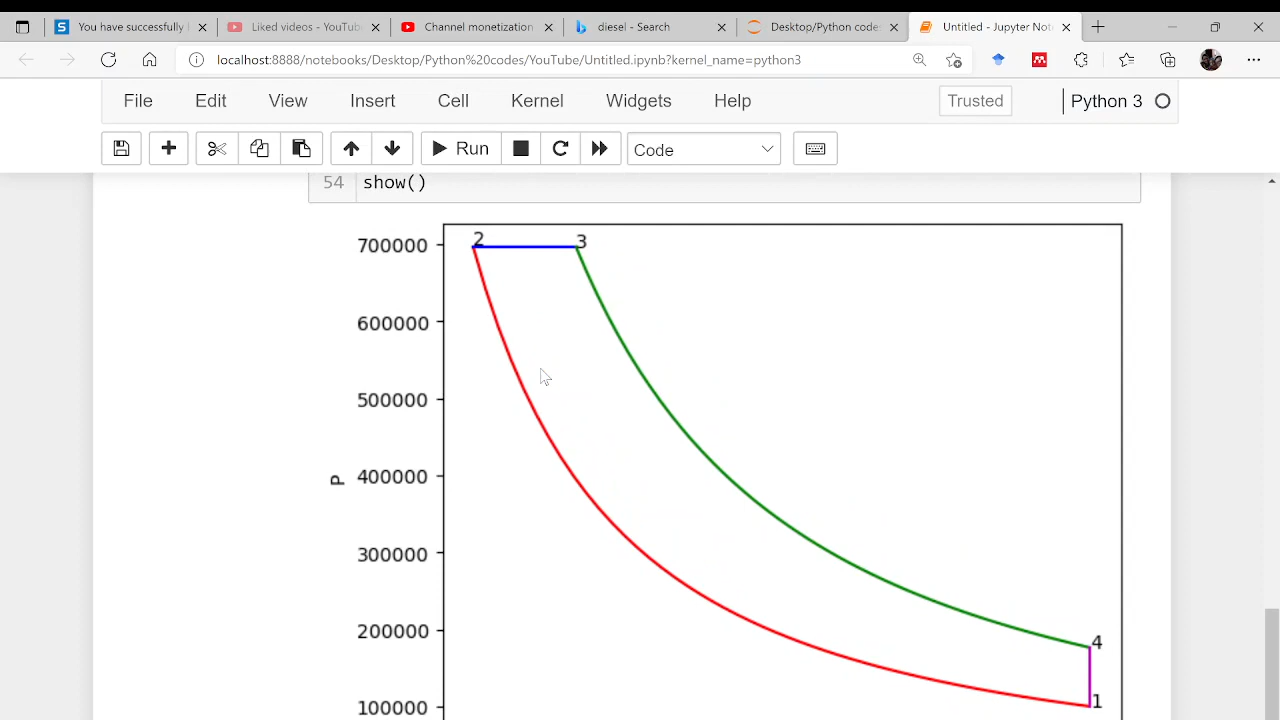 You have successfully
Liked videos - YouTub
Channel monetization
diesel - Search
Desktop/Python code
Untitled - Jupyter Not
localhost:8888/notebooks/Desktop/Python%20codes/YouTube/Untitled.ipynb?kernel_name=python3
File Edit View Insert Cell Kernel Widgets Help Trusted Python 3
Run Code
54 show()
2 3
700000
600000
500000
P 400000
300000
200000
4
1
100000